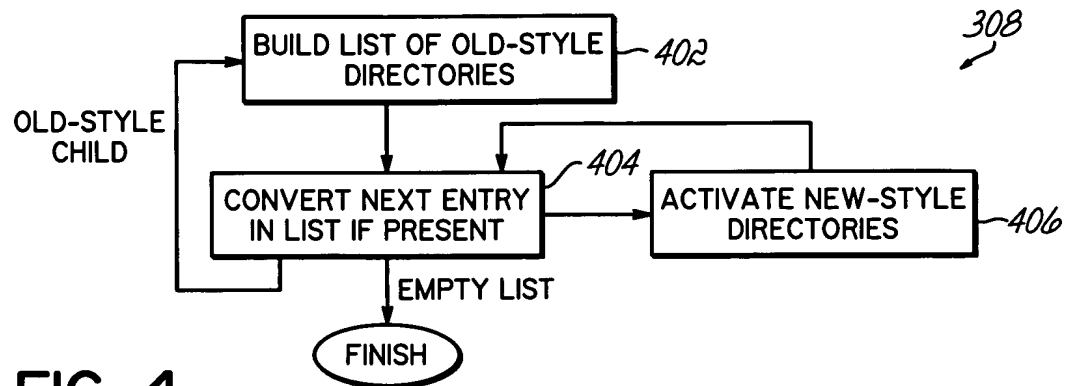 308
BUILD LIST OF OLD-STYLE
DIRECTORIES
402
OLD-STYLE
CHILD
404
CONVERT NEXT ENTRY
IN LIST IF PRESENT
ACTIVATE NEW-STYLE
DIRECTORIES
406
EMPTY LIST
FINISH
FIG. 4